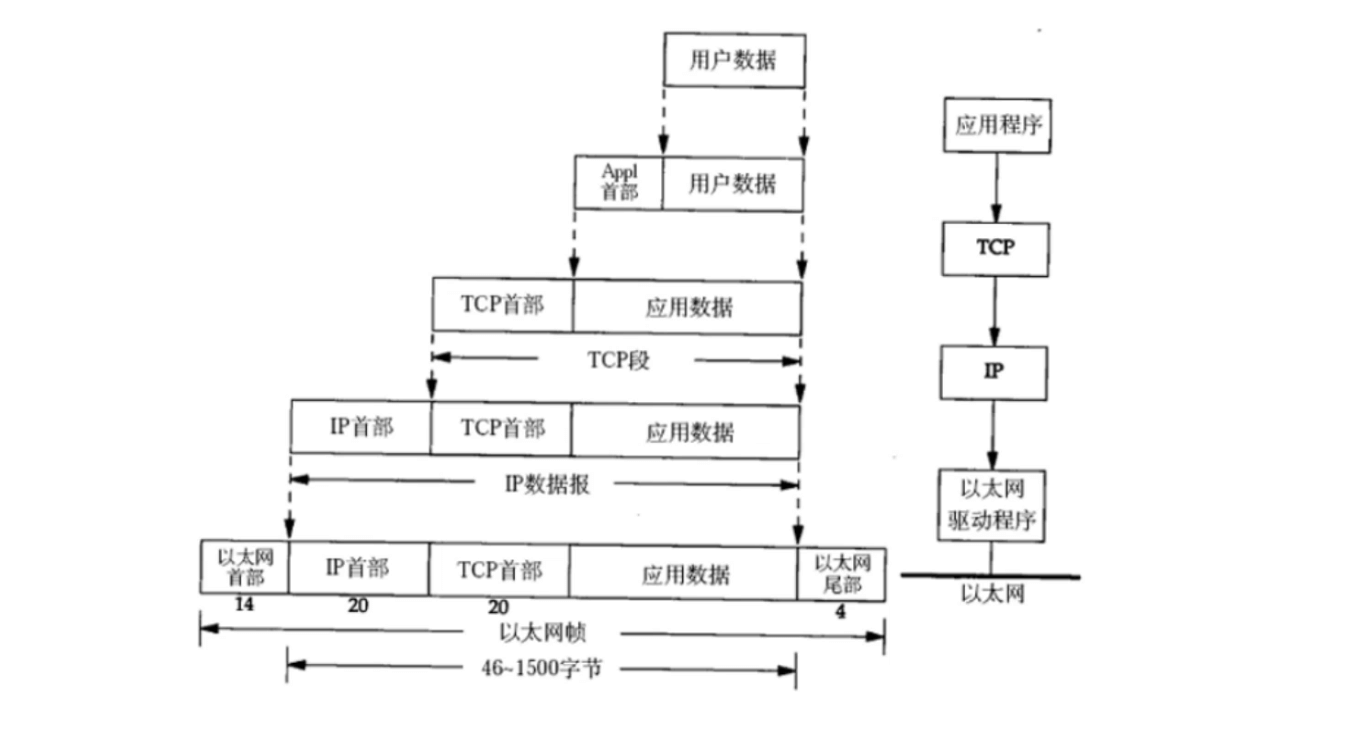 用户数据
应用程序
Appl
首部
用户数据
TCP
TCP首部
应用数据
TCP段
IP
IP首部
TCP首部
应用数据
IP数据报
以太网
驱动程序
以太网
首部
IP首部
TCP首部
应用数据
以太网
尾部
以太网
14
20
20
4
以太网帧
46~1500字节